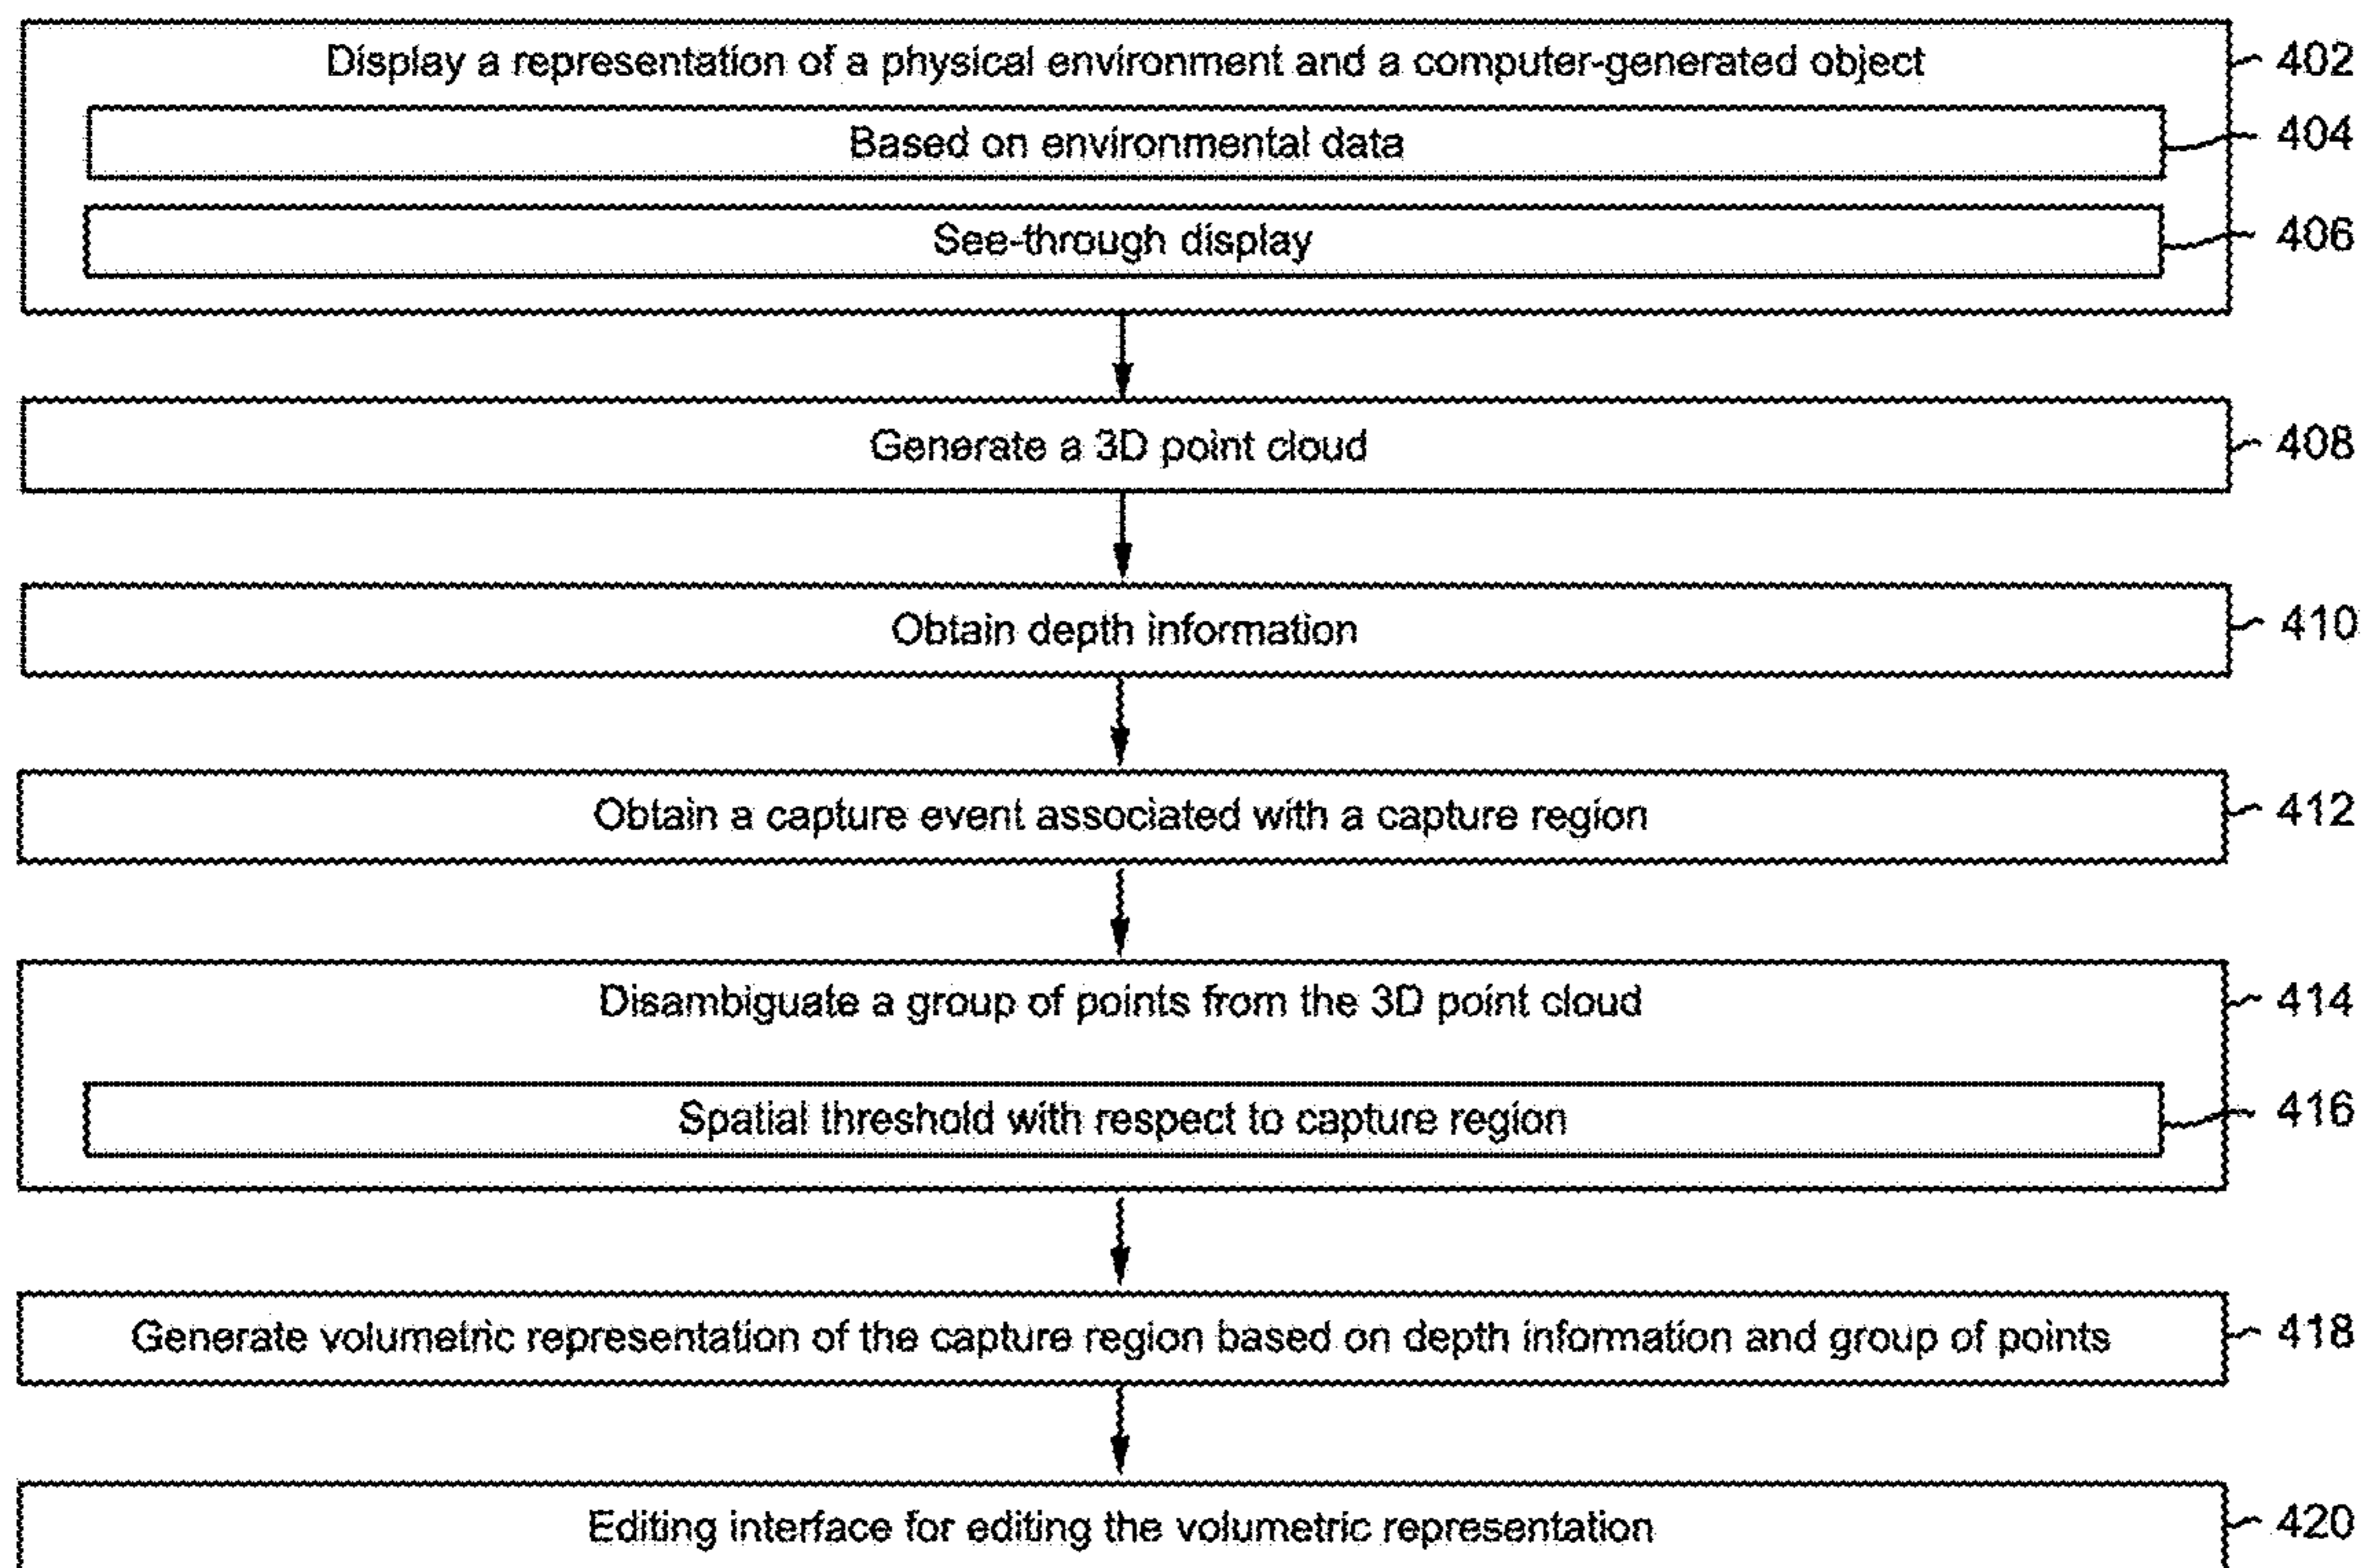 Display a representation of a physical environment and a computer-generated object
402
Based on environmental data
404
See-through display
406
Generate a 3D point cloud
408
Obtain depth information
410
Obtain a capture event associated with a capture region
412
Disambiguate a group of points from the 3D point cloud
414
Spatial threshold with respect to capture region
416
Generate volumetric representation of the capture region based on depth information and group of points
418
Editing interface for editing the volumetric representation
420